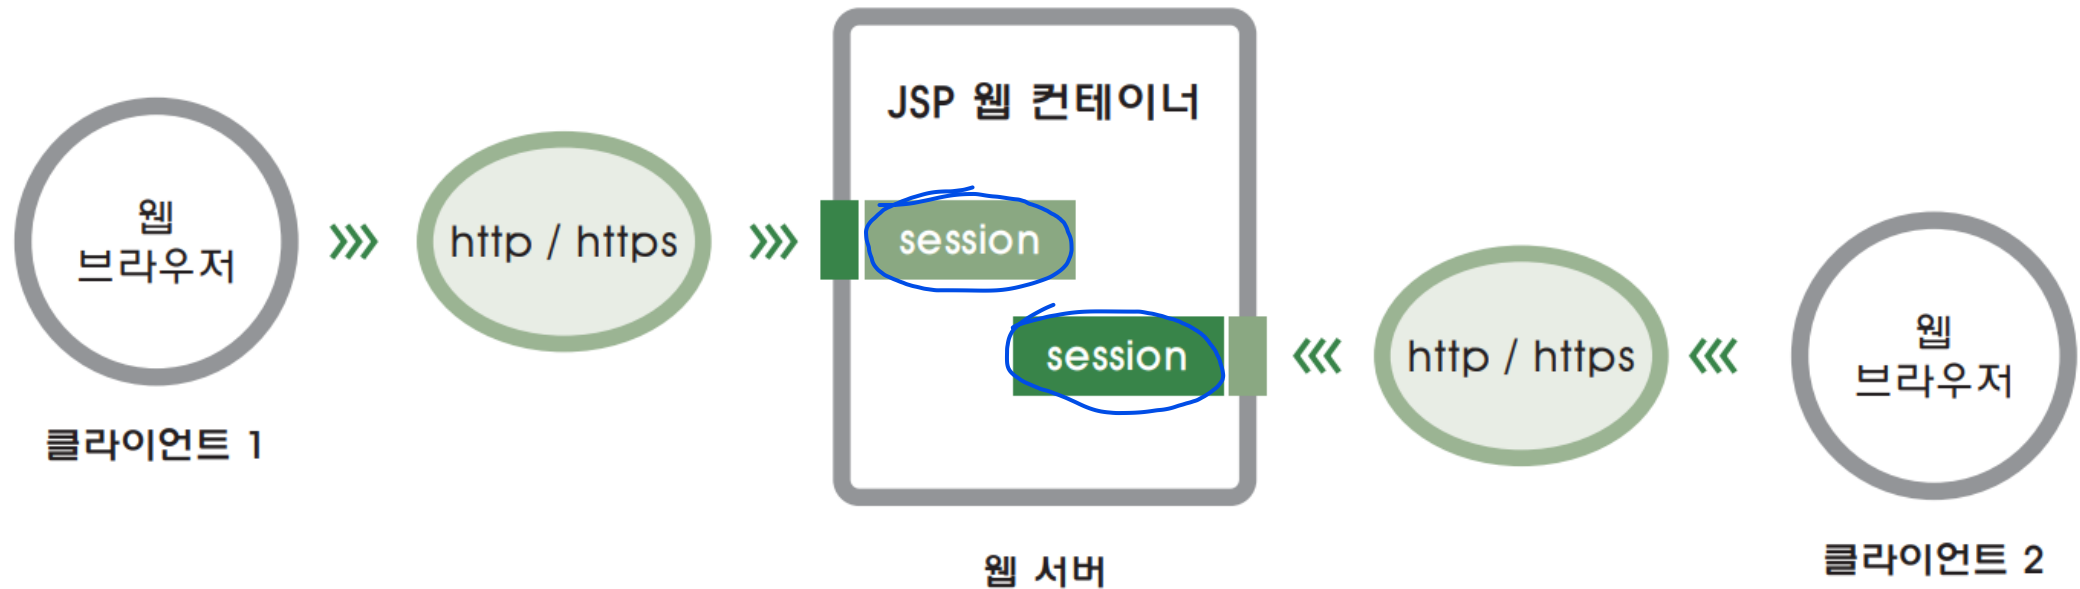 웹
브라우저
클라이언트 1
http / https
JSP 웹 컨테이너
session
session
웹 서버
http / https
웹
브라우저
클라이언트 2